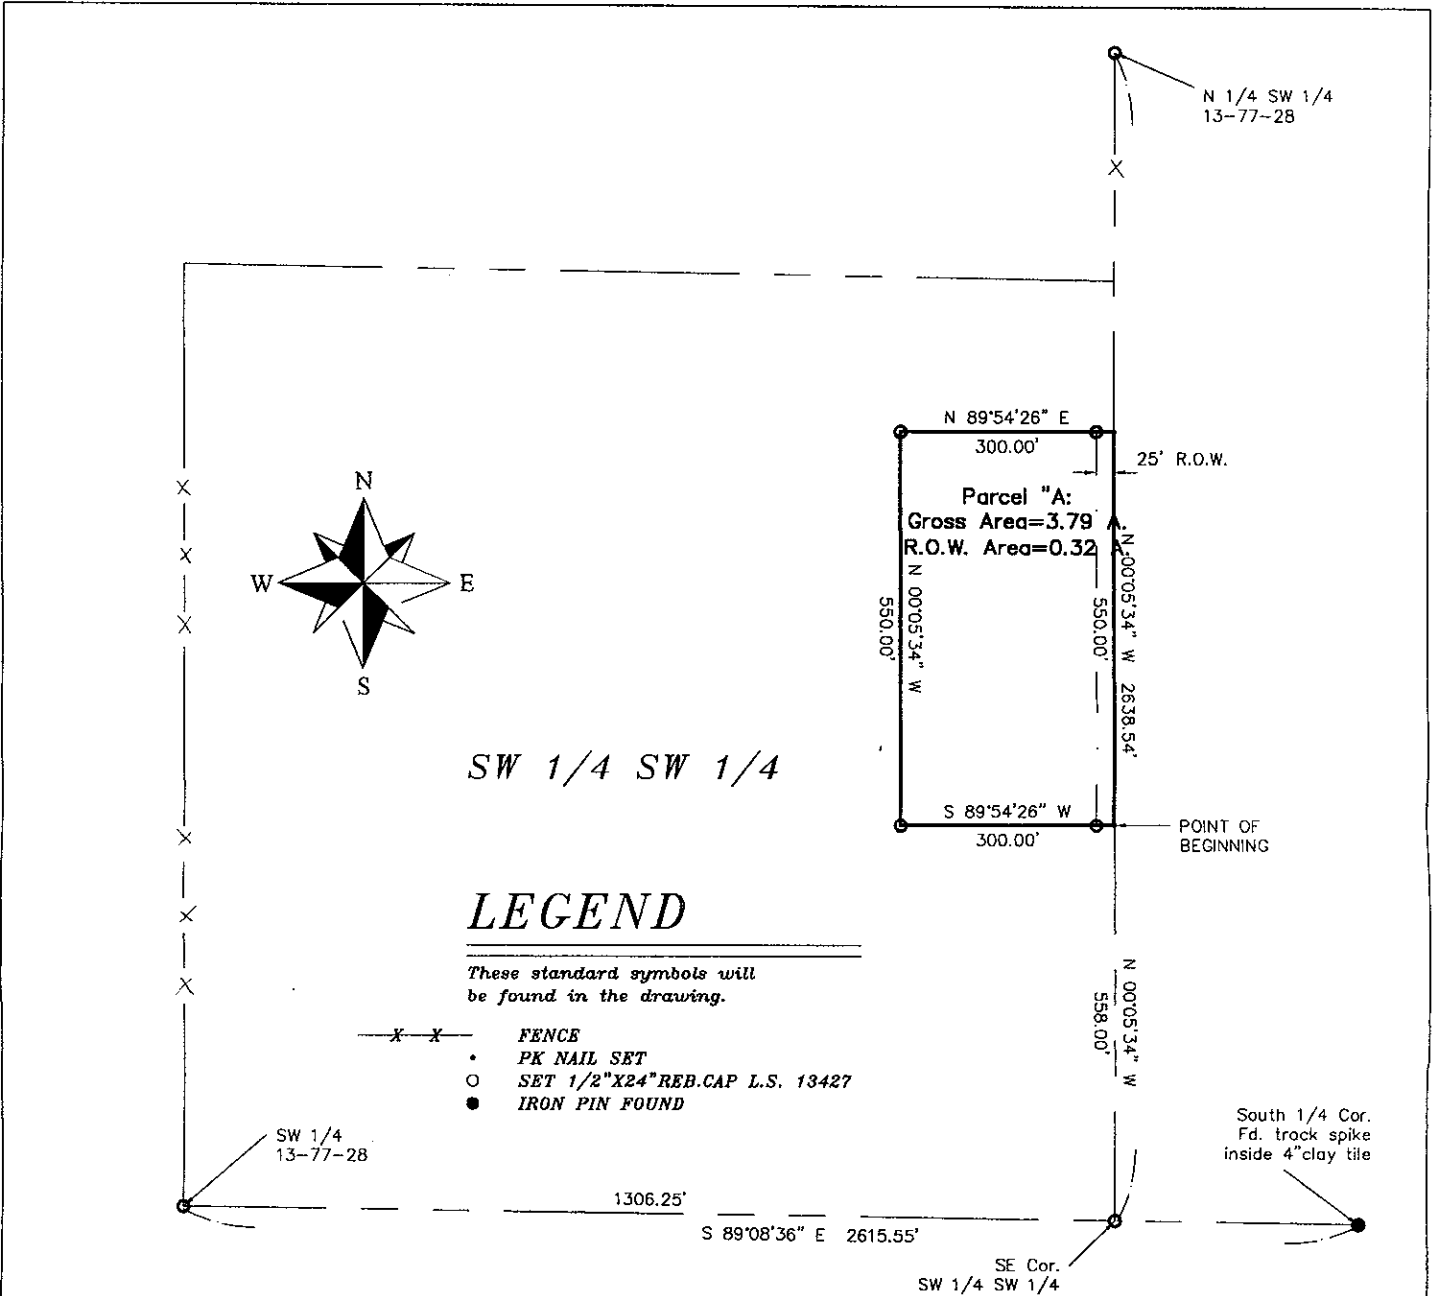 N 1/4 SW 1/4
13-77-28
N 89°54'26" E
300.00'
25' R.O.W.
Parcel "A:
Gross Area=3.79 A.
R.O.W. Area=0.32 A.
N 00°05'34" W
550.00'
550.00'
N 00°05'34" W 2638.54'
N
W
E
S
SW 1/4 SW 1/4
S 89°54'26" W
300.00'
POINT OF
BEGINNING
LEGEND
These standard symbols will
be found in the drawing.
X X FENCE
PK NAIL SET
SET 1/2"X24"REB.CAP L.S. 13427
IRON PIN FOUND
N 00°05'34" W
558.00'
SW 1/4
13-77-28
South 1/4 Cor.
Fd. track spike
inside 4"clay tile
1306.25'
S 89°08'36" E 2615.55'
SE Cor.
SW 1/4 SW 1/4